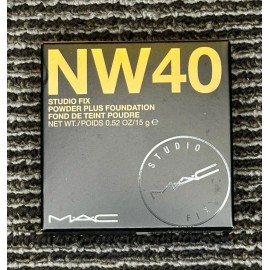 NW40
STUDIO FIX
POWDER PLUS FOUNDATION
FOND DE TEINT POUDRE
NET WT./POIDS 0.52 OZ/15 g ℮
STUDIO
FIX
MAC